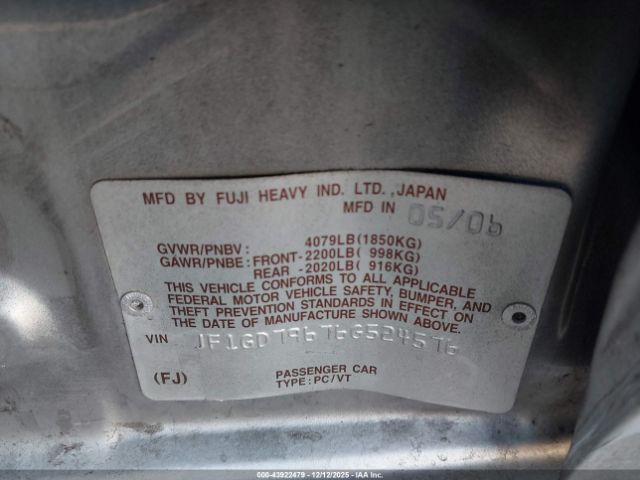 MFD BY FUJI HEAVY IND. LTD.,JAPAN
MFD IN 05/06
GVWR/PNBV: 4079LB(1850KG)
GAWR/PNBE: FRONT-2200LB( 998KG)
REAR -2020LB( 916KG)
THIS VEHICLE CONFORMS TO ALL APPLICABLE
FEDERAL MOTOR VEHICLE SAFETY, BUMPER, AND
THEFT PREVENTION STANDARDS IN EFFECT ON THE
DATE OF MANUFACTURE SHOWN ABOVE.
VIN JF1GD79676G524576
(FJ) PASSENGER CAR
TYPE:PC/VT
000-43922479 - 12/12/2025 - IAAI.COM